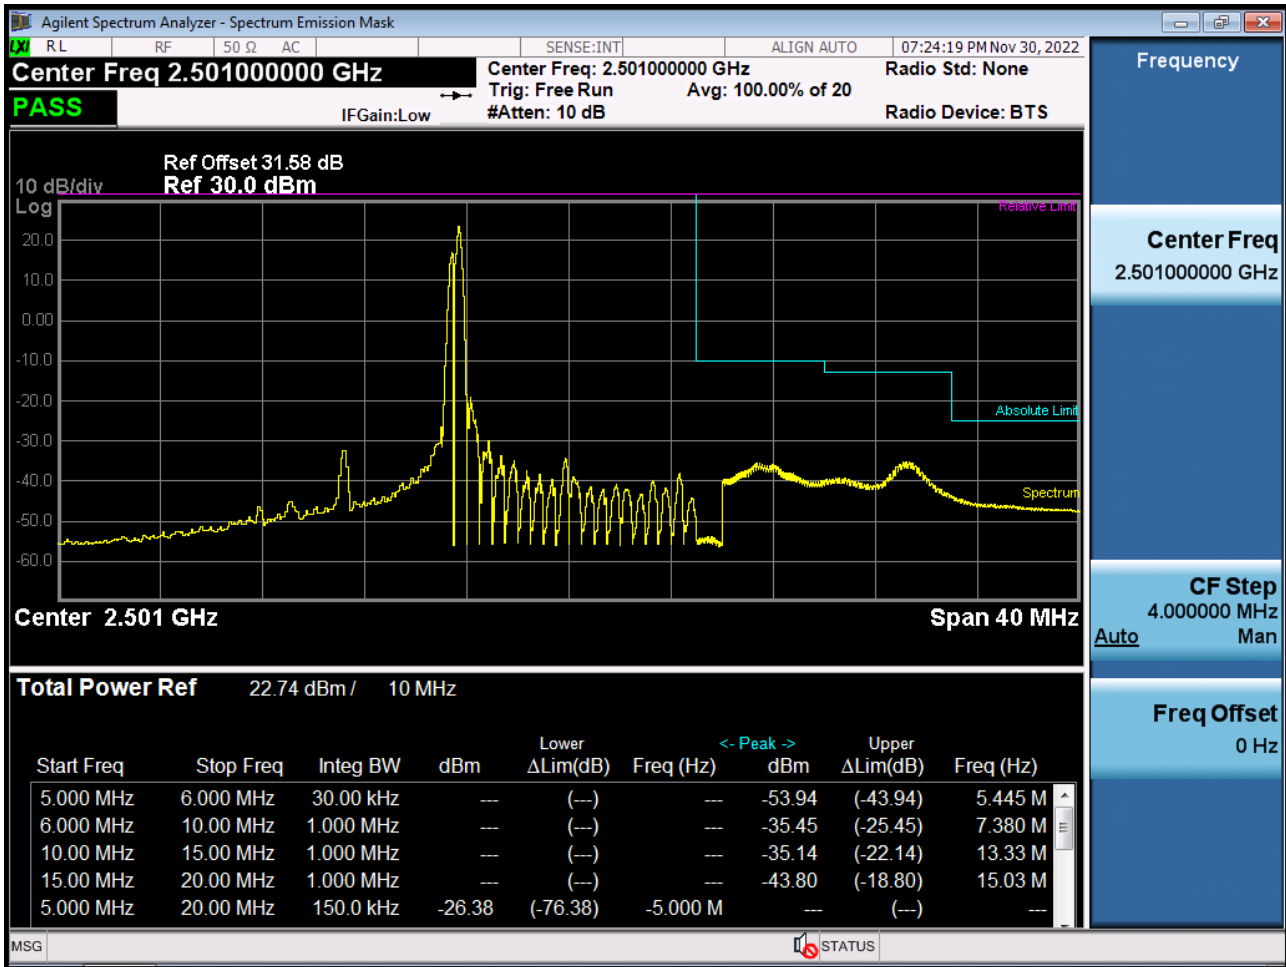 Agilent Spectrum Analyzer - Spectrum Emission Mask
LXI RL RF 50 Ω AC SENSE:INT ALIGN AUTO 07:24:19 PM Nov 30, 2022
Center Freq 2.501000000 GHz
Center Freq: 2.501000000 GHz Radio Std: None
Trig: Free Run Avg: 100.00% of 20
PASS IFGain:Low #Atten: 10 dB Radio Device: BTS
Ref Offset 31.58 dB
10 dB/div Ref 30.0 dBm
Log
Relative Limit
20.0
10.0
0.00
-10.0
-20.0
Absolute Limit
-30.0
-40.0
Spectrum
-50.0
-60.0
Center 2.501 GHz Span 40 MHz
Total Power Ref 22.74 dBm / 10 MHz
Lower <- Peak -> Upper
Start Freq Stop Freq Integ BW dBm ΔLim(dB) Freq (Hz) dBm ΔLim(dB) Freq (Hz)
5.000 MHz 6.000 MHz 30.00 kHz --- (---) --- -53.94 (-43.94) 5.445 M
6.000 MHz 10.00 MHz 1.000 MHz --- (---) --- -35.45 (-25.45) 7.380 M
10.00 MHz 15.00 MHz 1.000 MHz --- (---) --- -35.14 (-22.14) 13.33 M
15.00 MHz 20.00 MHz 1.000 MHz --- (---) --- -43.80 (-18.80) 15.03 M
5.000 MHz 20.00 MHz 150.0 kHz -26.38 (-76.38) -5.000 M --- (---) ---
MSG STATUS
Frequency
Center Freq
2.501000000 GHz
CF Step
4.000000 MHz
Auto Man
Freq Offset
0 Hz